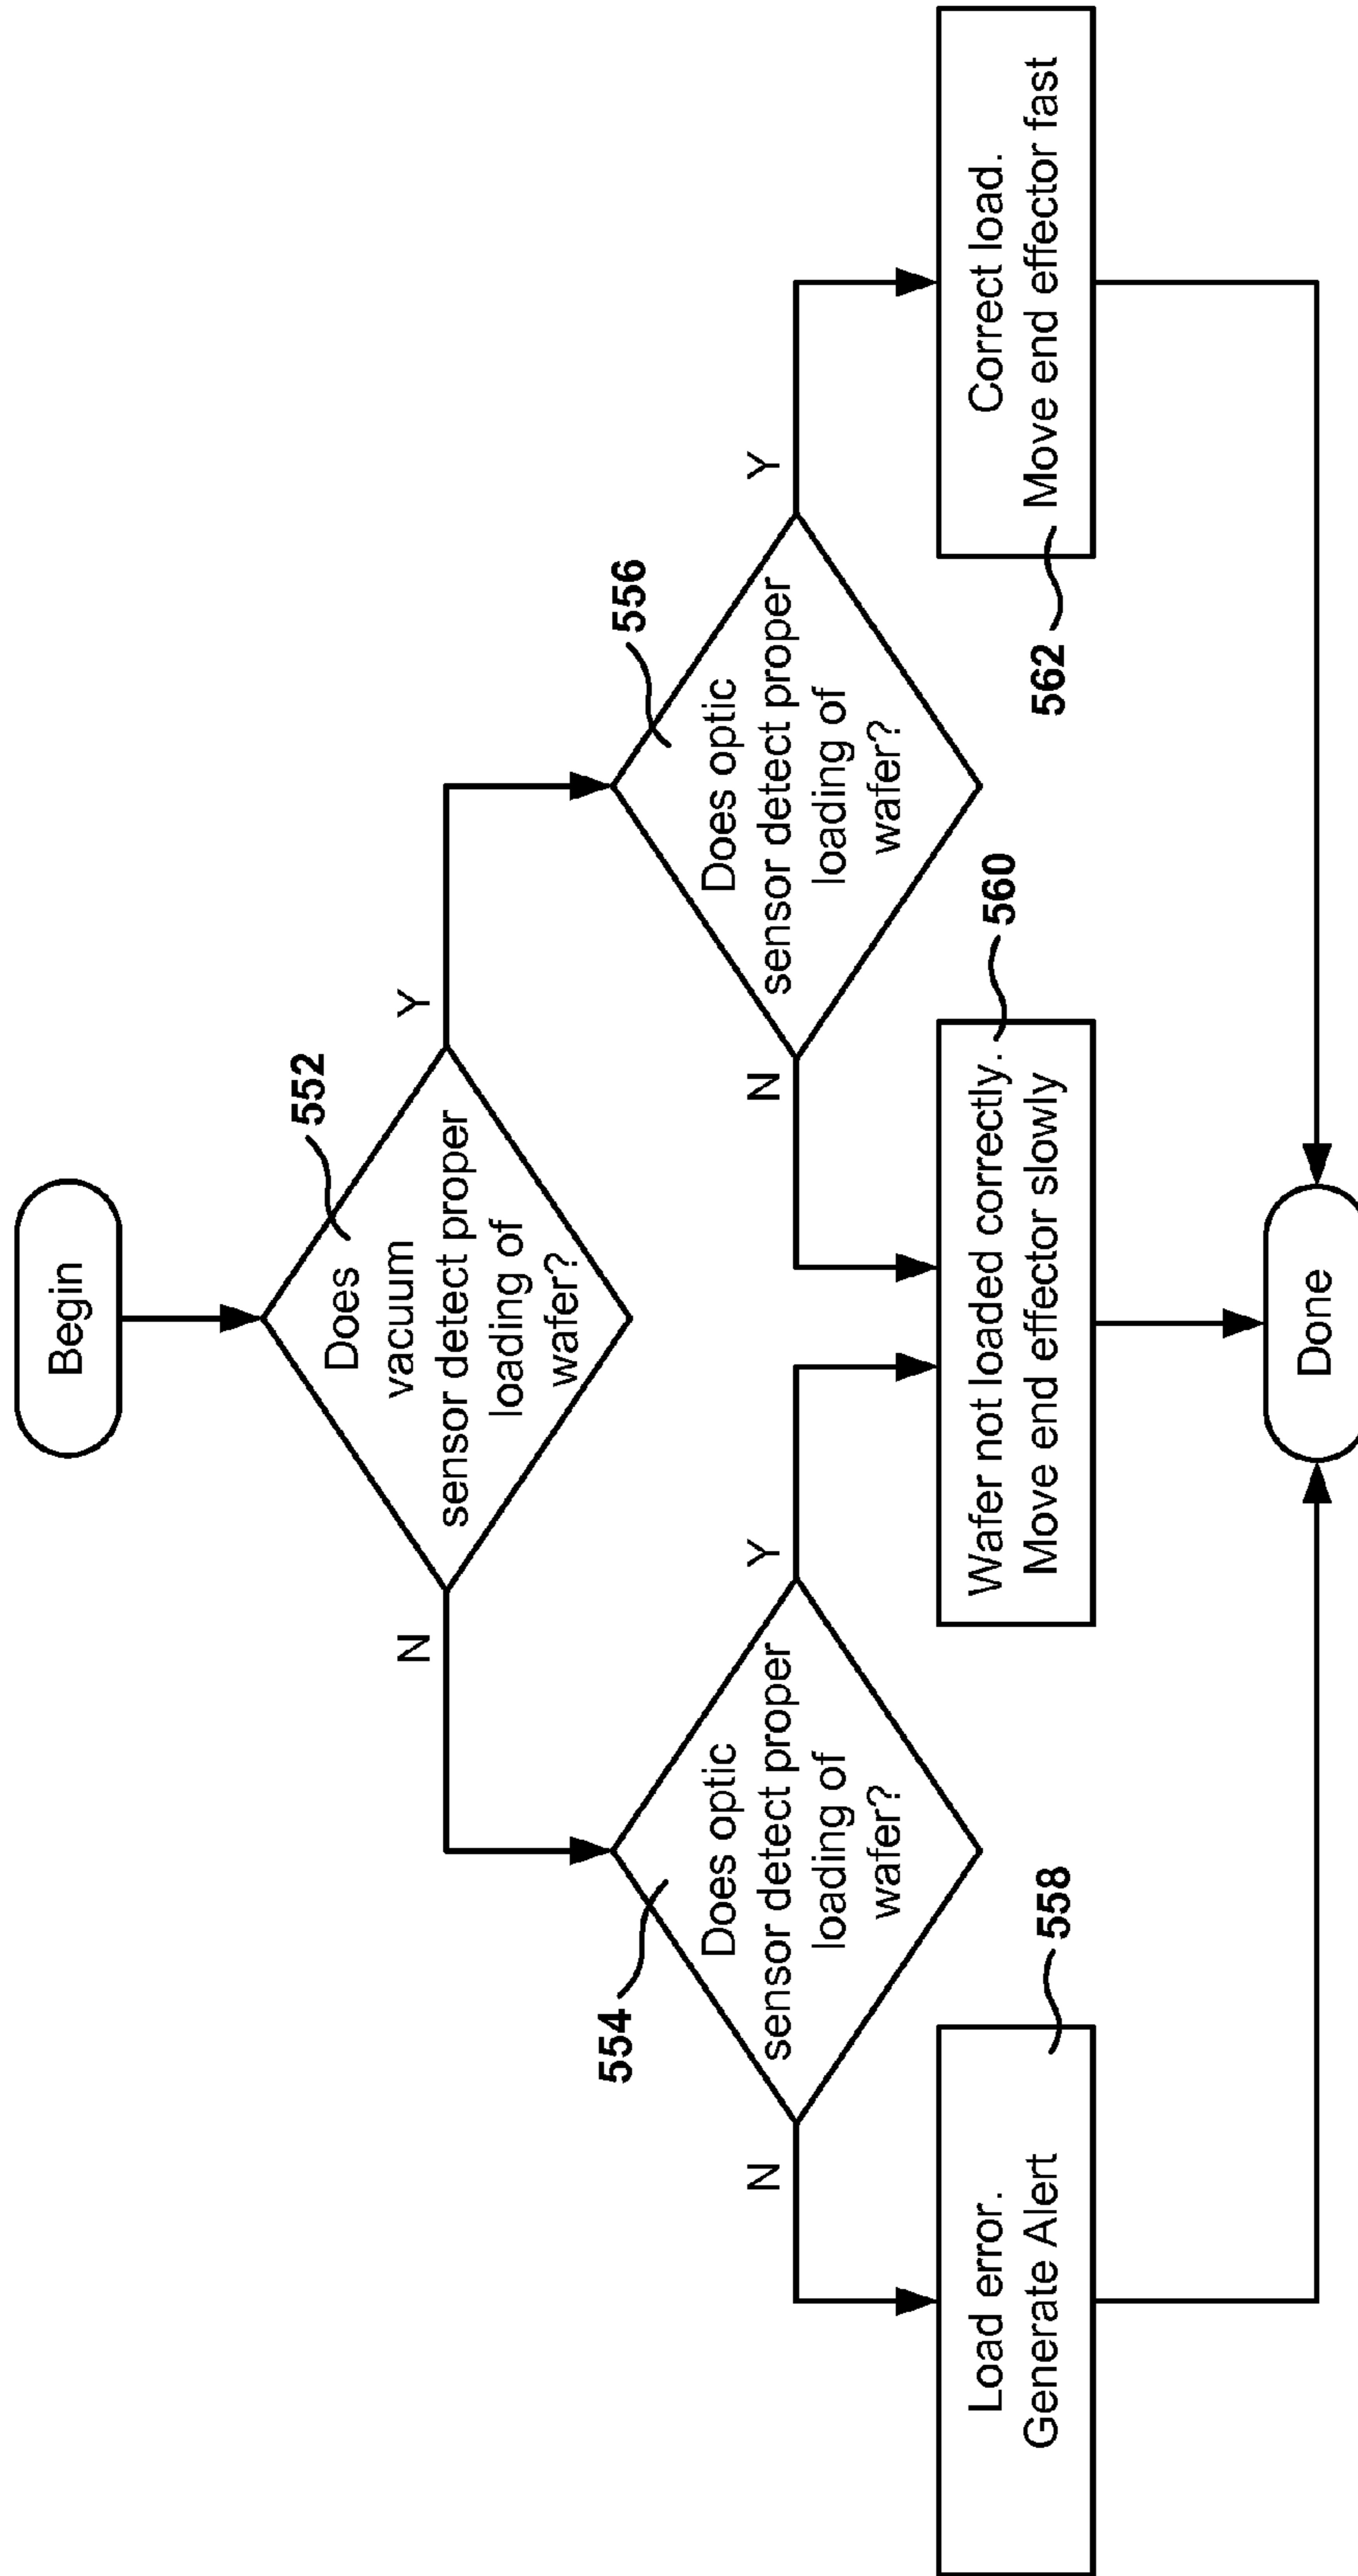 Begin
552
Does
vacuum
sensor detect proper
loading of
wafer?
N
Y
554
Does optic
sensor detect proper
loading of
wafer?
N
Y
556
Does optic
sensor detect proper
loading of
wafer?
N
Y
Load error.
Generate Alert
558
Wafer not loaded correctly.
Move end effector slowly
560
Correct load.
Move end effector fast
562
Done